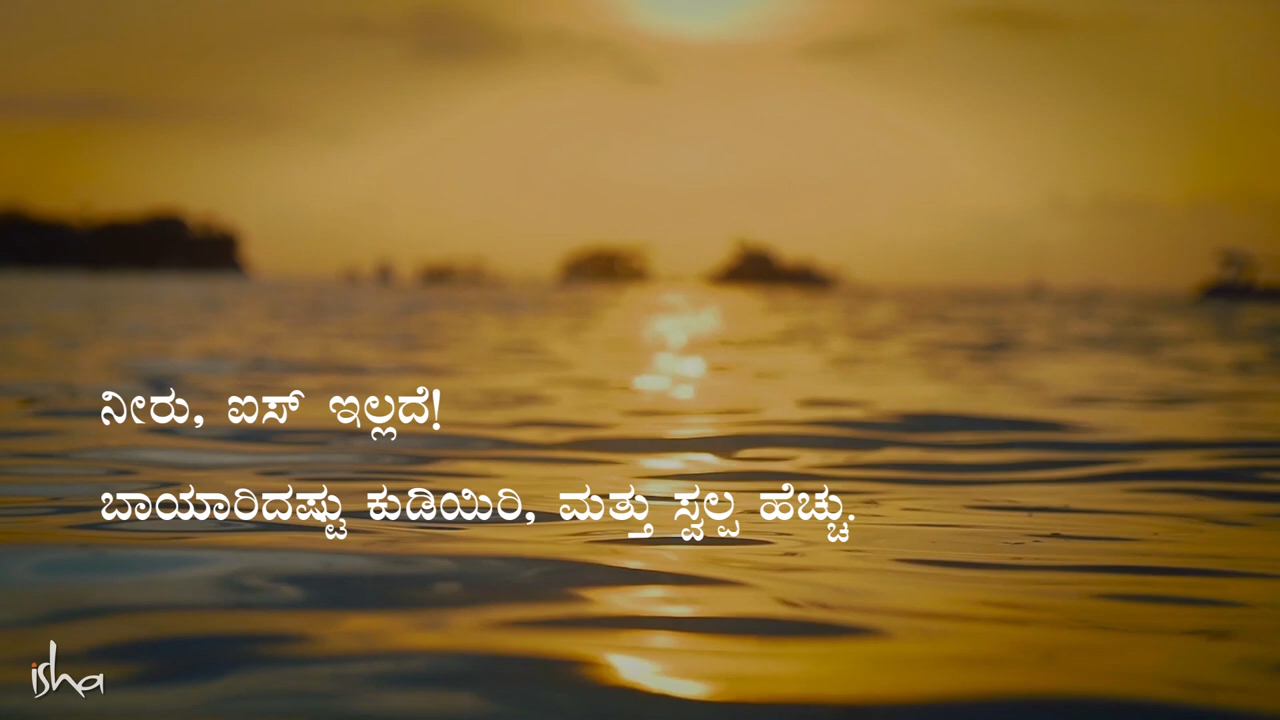 ನೀರು, ಐಸ್ ಇಲ್ಲದೆ!
ಬಾಯಾರಿದಷ್ಟು ಕುಡಿಯಿರಿ, ಮತ್ತು ಸ್ವಲ್ಪ ಹೆಚ್ಚು.
isha